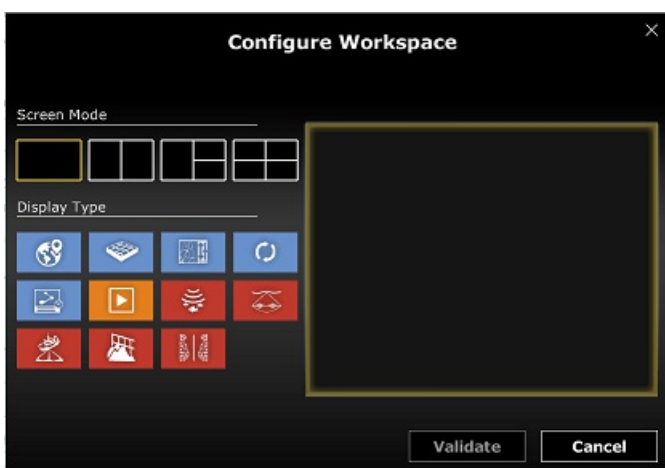 Configure Workspace
Screen Mode
Display Type
Validate
Cancel